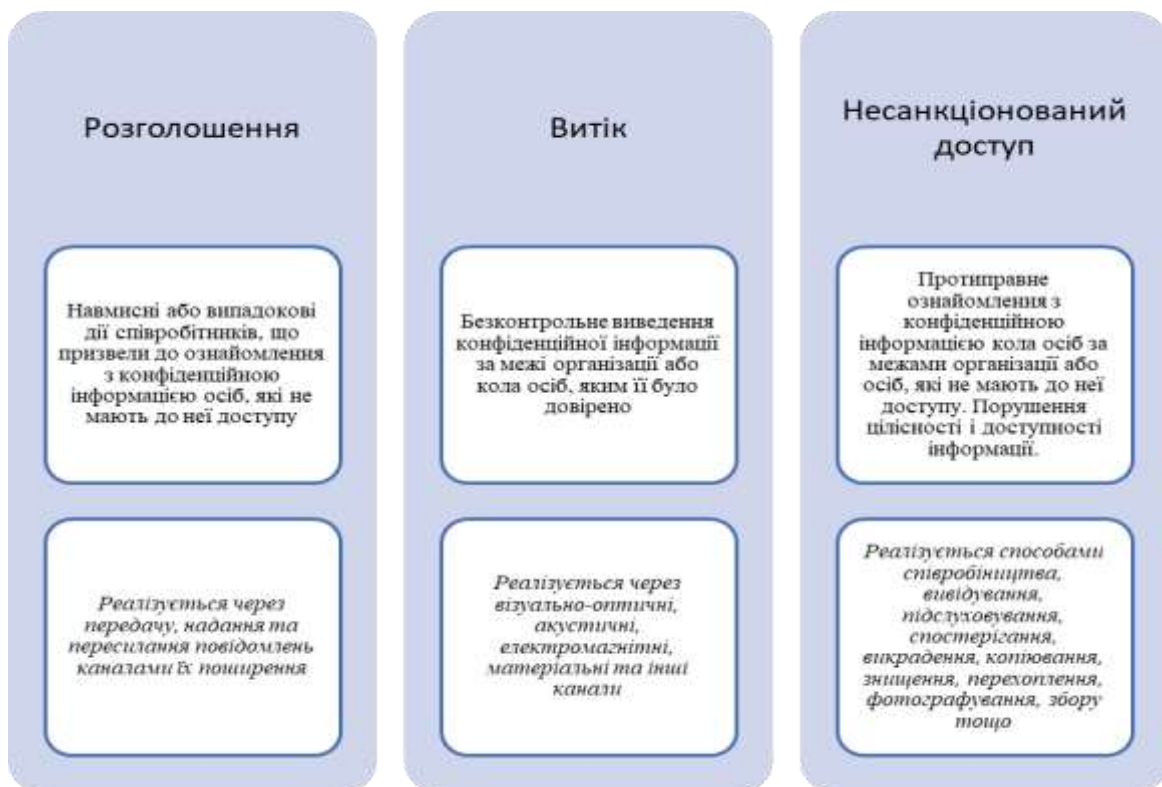 Розголошення
Навмисні або випадокові
дії співробітників, що
призвели до ознайомлення
з конфіденційною
інформацією осіб, які не
мають до неї доступу
Реалізується через
передачу, надання та
пересилання повідомлень
каналами їх поширення
Витік
Безконтрольне виведення
конфіденційної інформації
за межі організації або
кола осіб, яким її було
довірено
Реалізується через
візуально-оптичні,
акустичні,
електромагнітні,
матеріальні та інші
канали
Несанкціонований
доступ
Протиправне
ознайомлення з
конфіденційною
інформацією кола осіб за
межами організації або
осіб, які не мають до неї
доступу. Порушення
цілісності і доступності
інформації.
Реалізується способами
співробіництва,
вивідування,
підслуховування,
спостерігання,
викрадення, копіювання,
знищення, перехоплення,
фотографування, збору
тощо